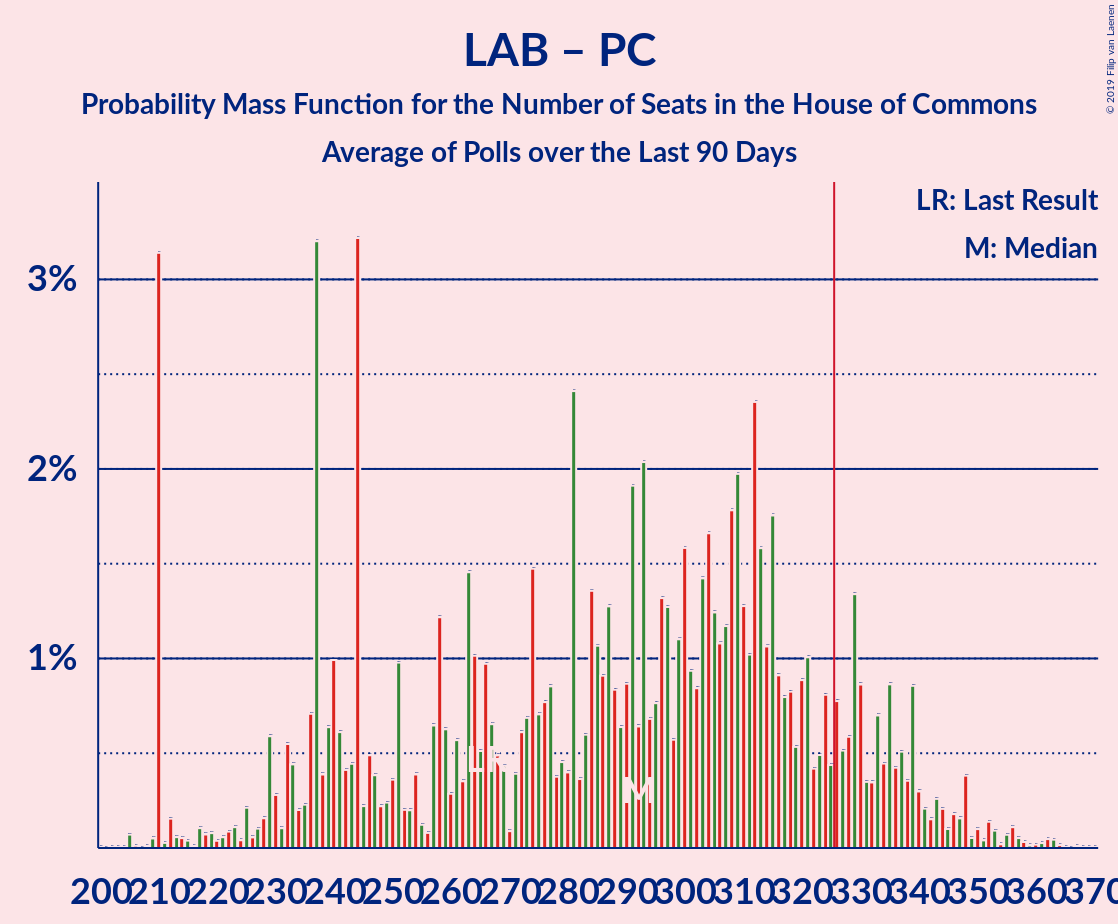 LAB – PC
Probability Mass Function for the Number of Seats in the House of Commons
Average of Polls over the Last 90 Days
© 2019 Filip van Laenen
LR: Last Result
M: Median
3%
2%
1%
LR
M
200 210 220 230 240 250 260 270 280 290 300 310 320 330 340 350 360 370